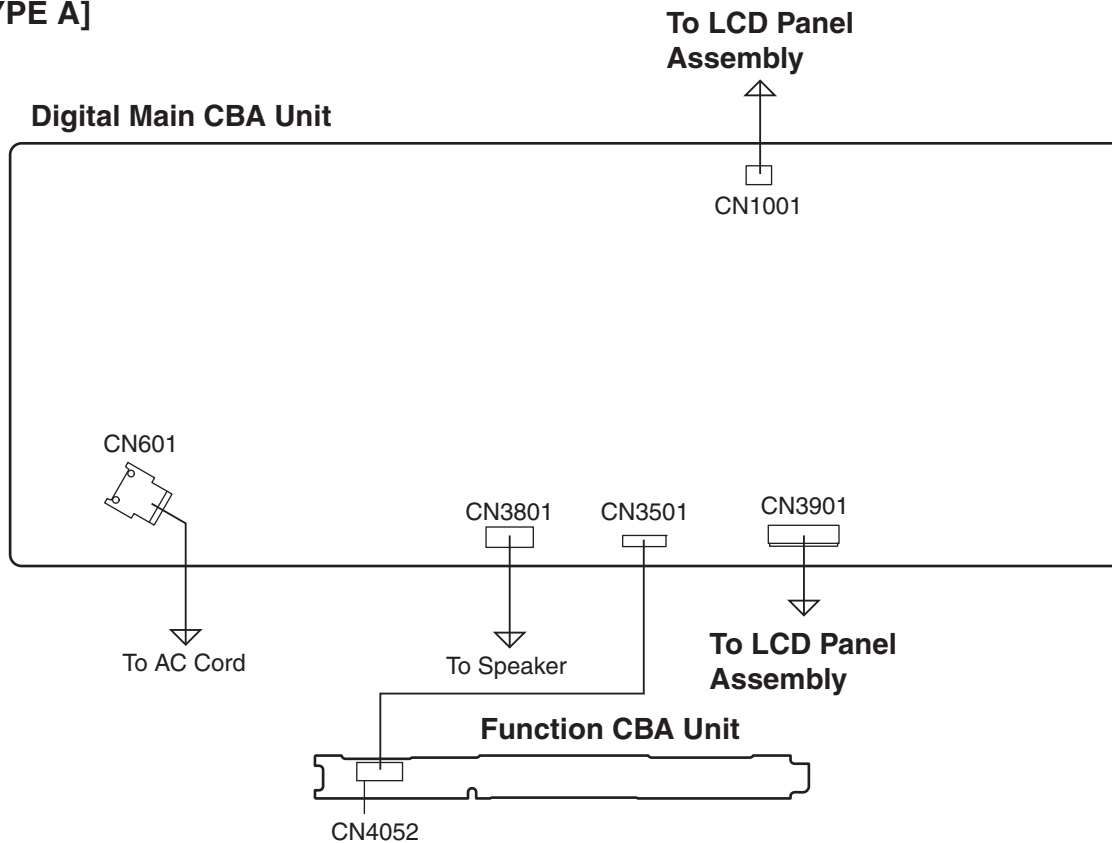 YPE A]
To LCD Panel
Assembly
Digital Main CBA Unit
CN1001
CN601
CN3801
CN3501
CN3901
To AC Cord
To Speaker
To LCD Panel
Assembly
Function CBA Unit
CN4052